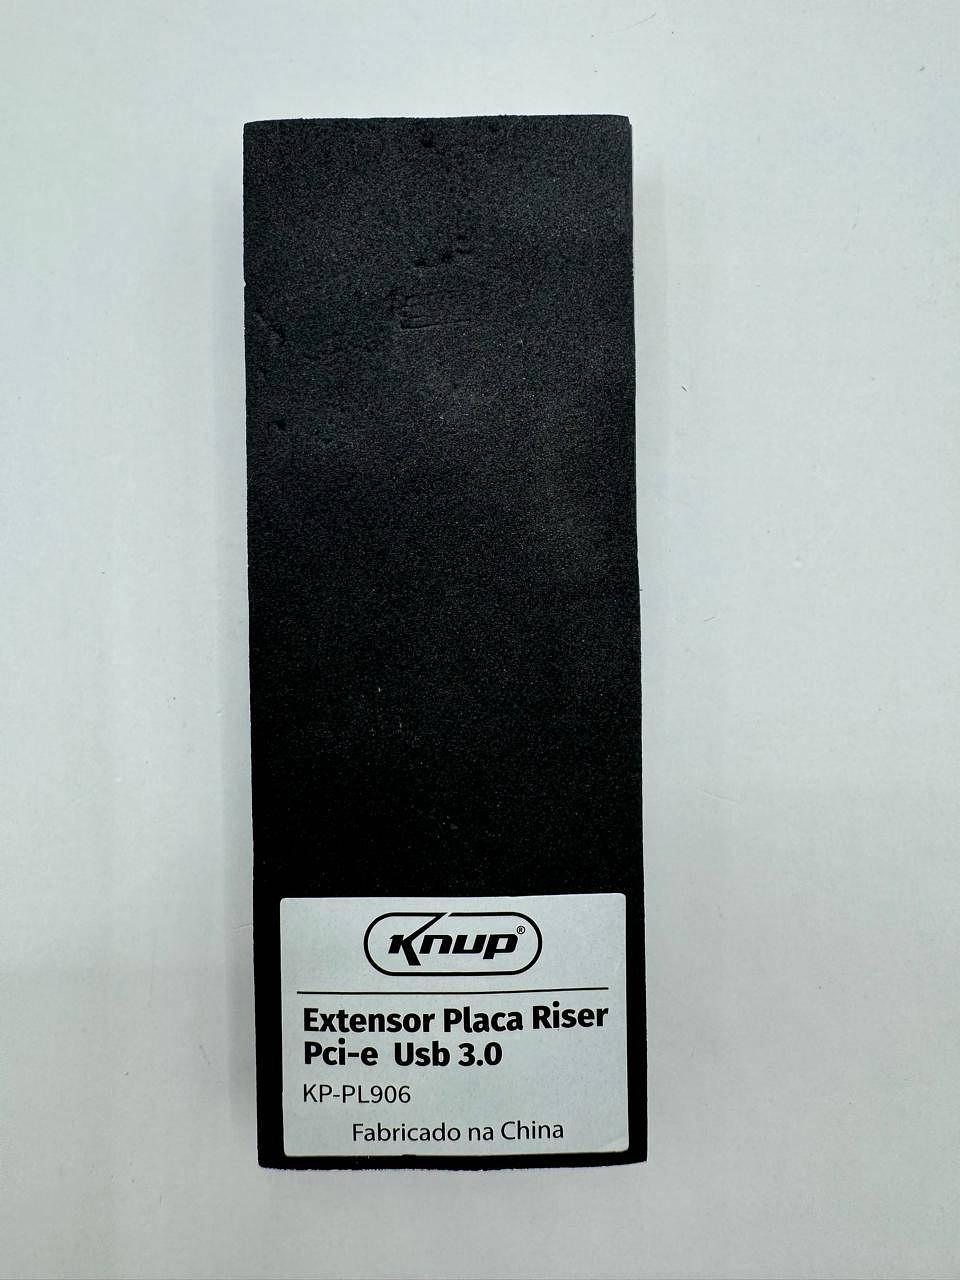 Knup®
Extensor Placa Riser
Pci-e Usb 3.0
KP-PL906
Fabricado na China